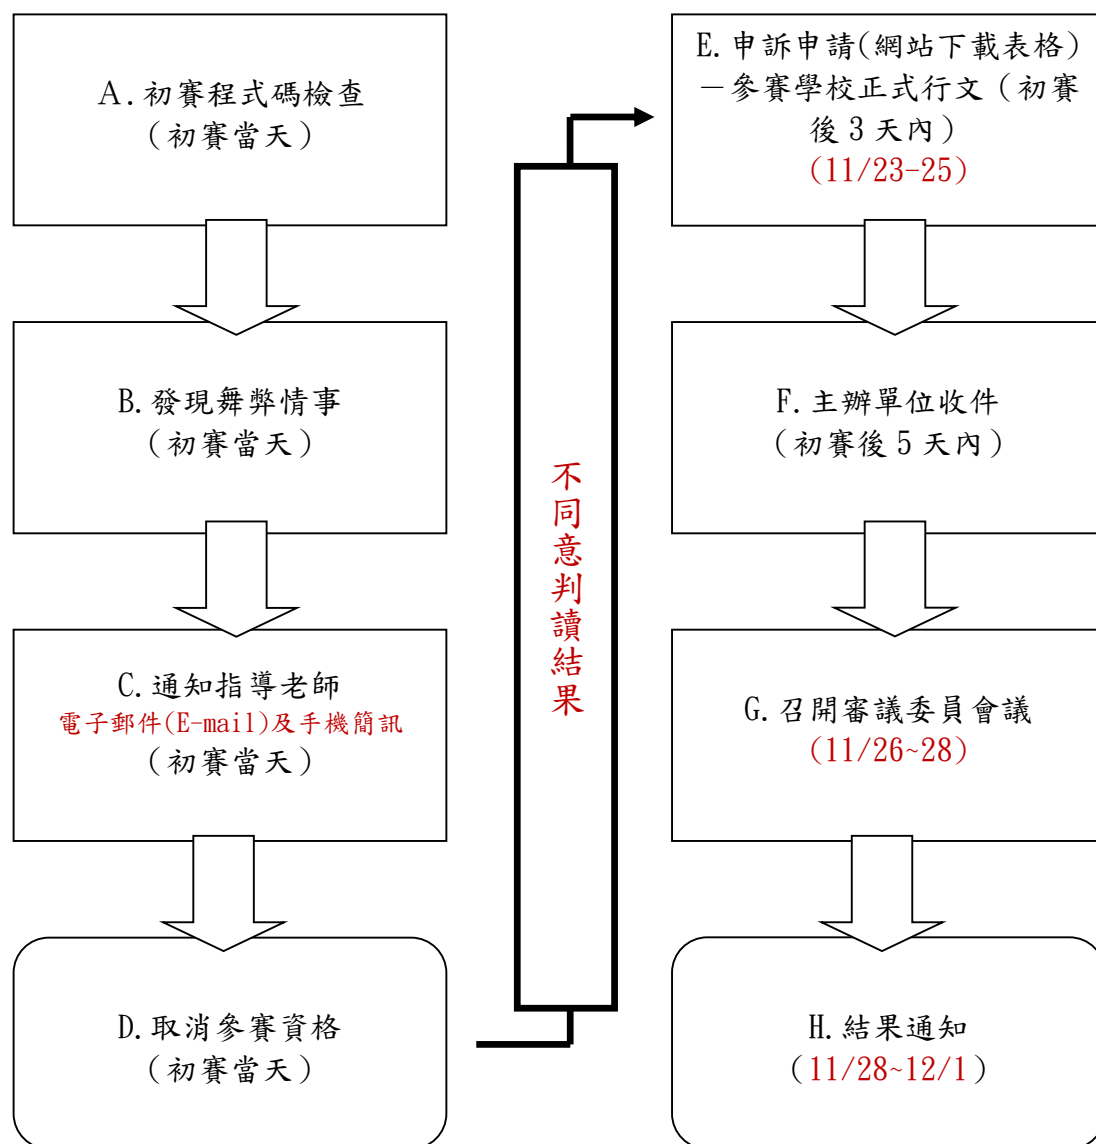 A.初賽程式碼檢查
（初賽當天）
B.發現舞弊情事
（初賽當天）
C.通知指導老師
電子郵件(E-mail)及手機簡訊
（初賽當天）
D.取消參賽資格
（初賽當天）
不同意判讀結果
E.申訴申請(網站下載表格)
－參賽學校正式行文（初賽
後 3 天內）
(11/23-25)
F.主辦單位收件
（初賽後 5 天內）
G.召開審議委員會議
(11/26~28)
H.結果通知
（11/28~12/1）